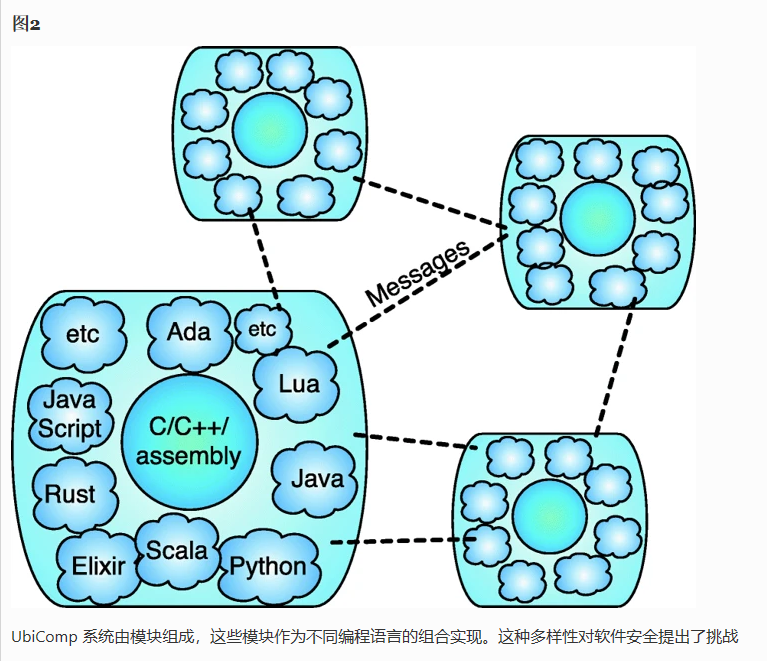 图2
Messages
etc
Ada
etc
Lua
Java
Script
C/C++/
assembly
Java
Rust
Elixir
Scala
Python
UbiComp 系统由模块组成，这些模块作为不同编程语言的组合实现。这种多样性对软件安全提出了挑战